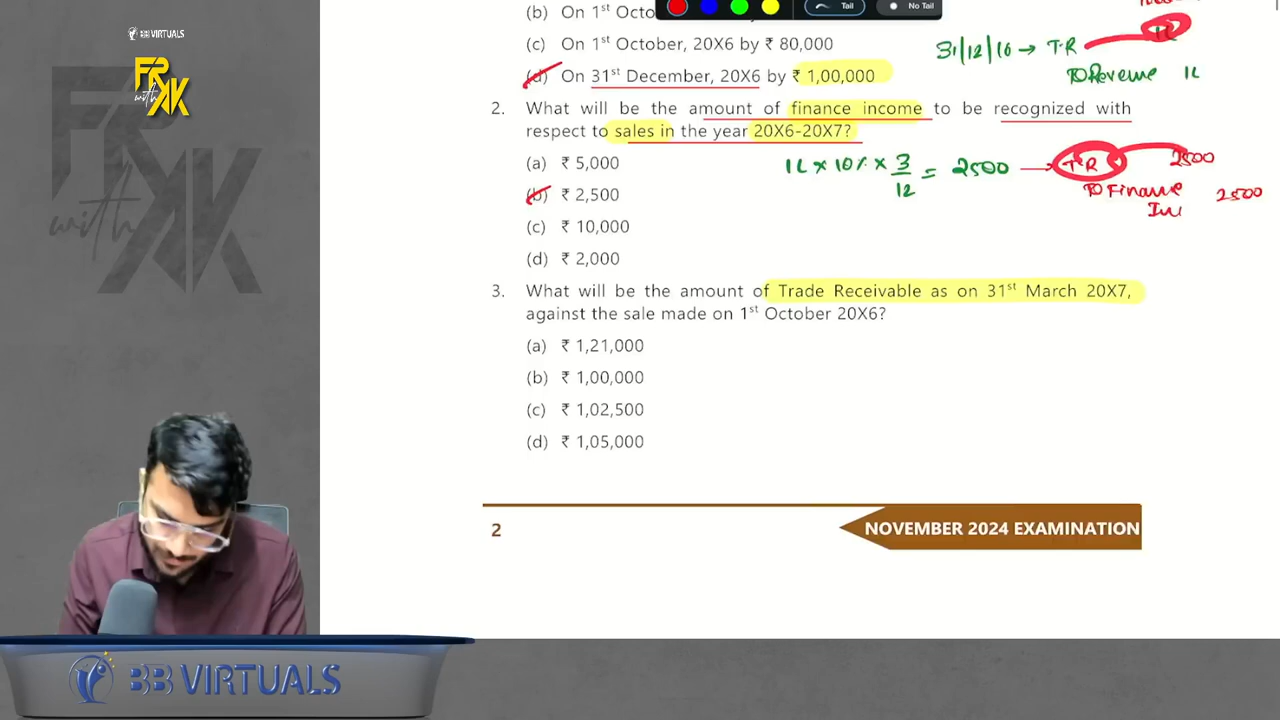 BB VIRTUALS
FR
with
AK
(b) On 1st Octo
Tail
No Tail
(c) On 1st October, 20X6 by ₹ 80,000
31/12/16 → T.R 1L
(d) On 31st December, 20X6 by ₹ 1,00,000
To Revenue 1L
2. What will be the amount of finance income to be recognized with
respect to sales in the year 20X6-20X7?
(a) ₹ 5,000
1L × 10% × 3/12 = 2500 → T.R 2500
To Finance 2500
Inc
(b) ₹ 2,500
(c) ₹ 10,000
(d) ₹ 2,000
3. What will be the amount of Trade Receivable as on 31st March 20X7,
against the sale made on 1st October 20X6?
(a) ₹ 1,21,000
(b) ₹ 1,00,000
(c) ₹ 1,02,500
(d) ₹ 1,05,000
2
NOVEMBER 2024 EXAMINATION
BB VIRTUALS